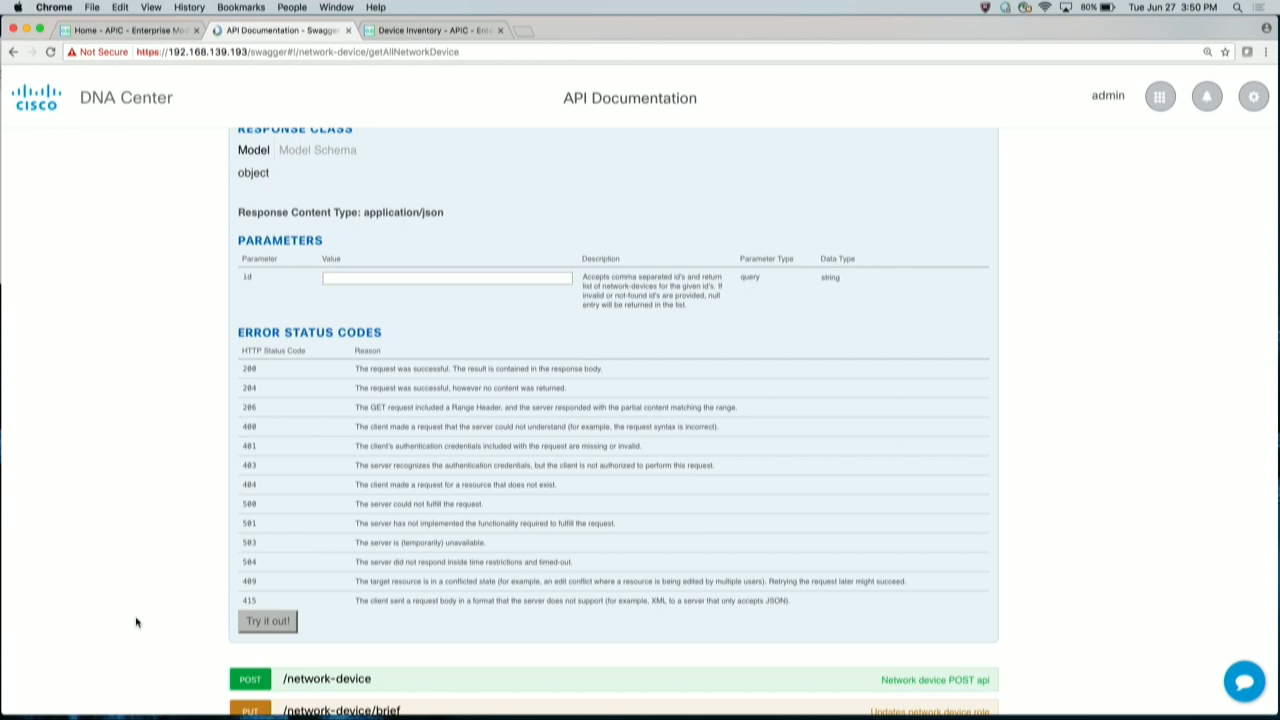 Chrome File Edit View History Bookmarks People Window Help 80% Tue Jun 27 3:50 PM
Home - APIC - Enterprise Mod API Documentation - Swagger Device Inventory - APIC - Ente
Not Secure https://192.168.139.193/swagger#!/network-device/getAllNetworkDevice
CISCO DNA Center API Documentation admin
RESPONSE CLASS
Model Model Schema
object
Response Content Type: application/json
PARAMETERS
Parameter Value Description Parameter Type Data Type
id Accepts comma separated id's and return query string
list of network-devices for the given id's. If
invalid or not-found id's are provided, null
entry will be returned in the list.
ERROR STATUS CODES
HTTP Status Code Reason
200 The request was successful. The result is contained in the response body.
204 The request was successful, however no content was returned.
206 The GET request included a Range Header, and the server responded with the partial content matching the range.
400 The client made a request that the server could not understand (for example, the request syntax is incorrect).
401 The client's authentication credentials included with the request are missing or invalid.
403 The server recognizes the authentication credentials, but the client is not authorized to perform this request.
404 The client made a request for a resource that does not exist.
500 The server could not fulfill the request.
501 The server has not implemented the functionality required to fulfill the request.
503 The server is (temporarily) unavailable.
504 The server did not respond inside time restrictions and timed-out.
409 The target resource is in a conflicted state (for example, an edit conflict where a resource is being edited by multiple users). Retrying the request later might succeed.
415 The client sent a request body in a format that the server does not support (for example, XML to a server that only accepts JSON).
Try it out!
POST /network-device Network device POST api
PUT /network-device/brief Updates network device role